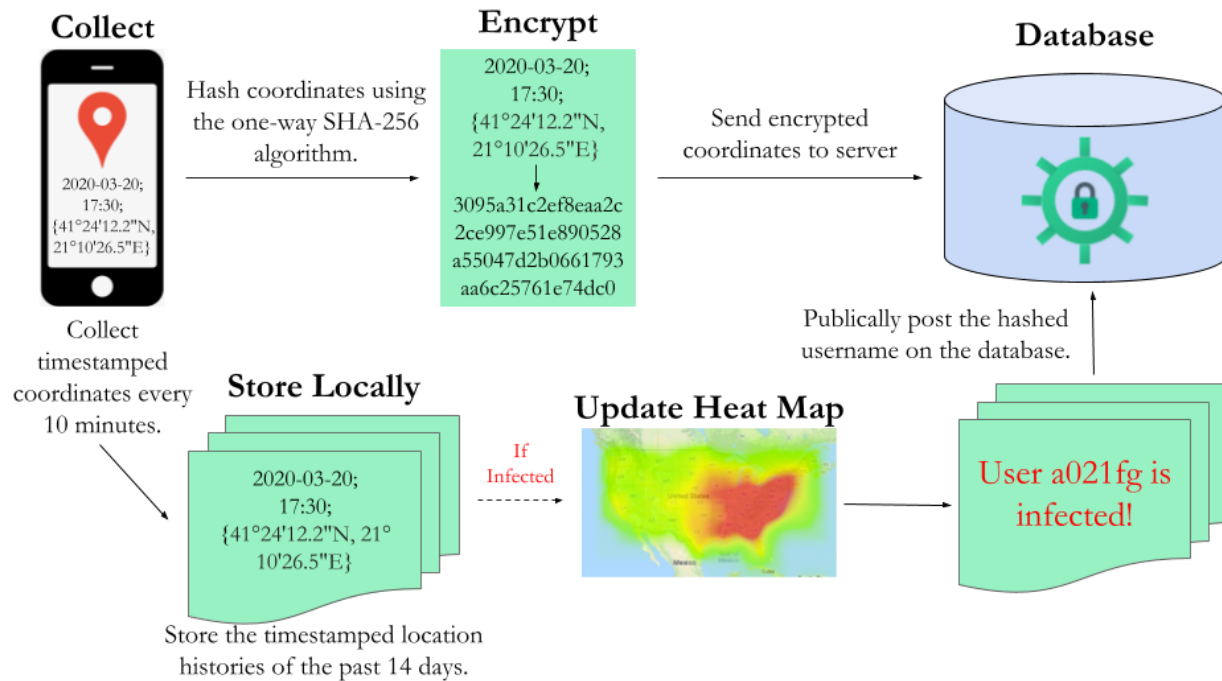 Collect
2020-03-20;
17:30;
{41°24'12.2"N,
21°10'26.5"E}
Hash coordinates using
the one-way SHA-256
algorithm.
Encrypt
2020-03-20;
17:30;
{41°24'12.2"N,
21°10'26.5"E}
3095a31c2ef8eaa2c
2ce997e51e890528
a55047d2b0661793
aa6c25761e74dc0
Send encrypted
coordinates to server
Database
Collect
timestamped
coordinates every
10 minutes.
Store Locally
2020-03-20;
17:30;
{41°24'12.2"N, 21°
10'26.5"E}
Store the timestamped location
histories of the past 14 days.
If
Infected
Update Heat Map
United States
Mexico
User a021fg is
infected!
Publically post the hashed
username on the database.